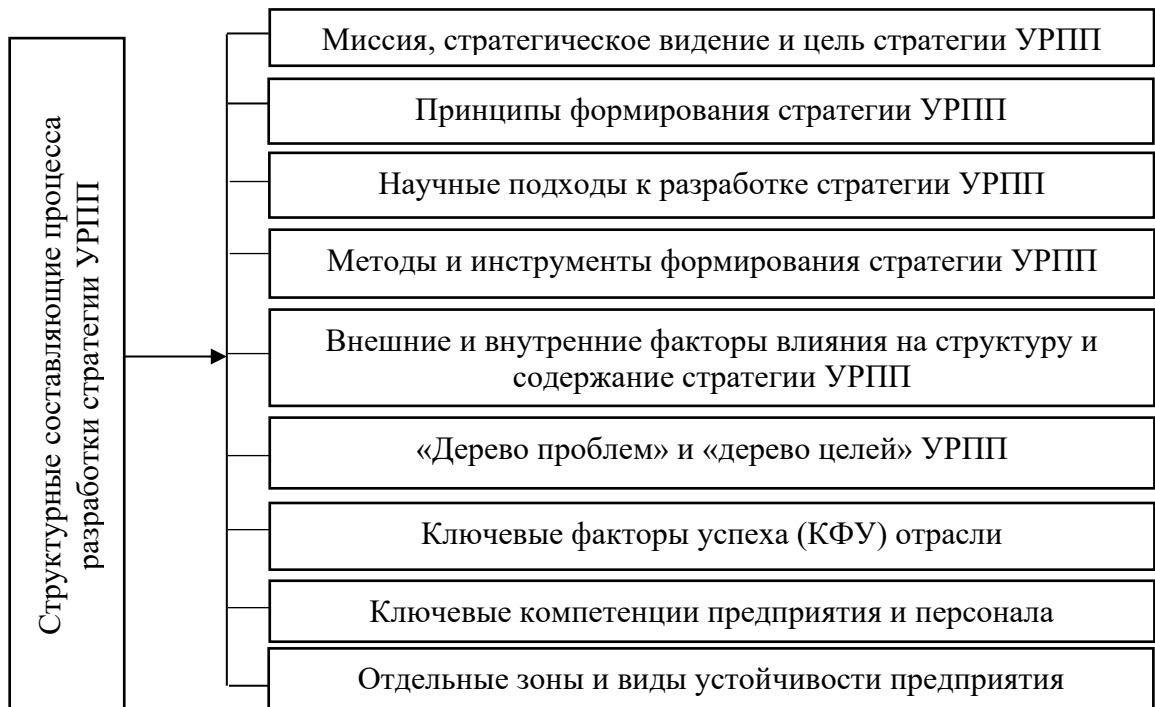 Структурные составляющие процесса
разработки стратегии УРПП
Миссия, стратегическое видение и цель стратегии УРПП
Принципы формирования стратегии УРПП
Научные подходы к разработке стратегии УРПП
Методы и инструменты формирования стратегии УРПП
Внешние и внутренние факторы влияния на структуру и
содержание стратегии УРПП
«Дерево проблем» и «дерево целей» УРПП
Ключевые факторы успеха (КФУ) отрасли
Ключевые компетенции предприятия и персонала
Отдельные зоны и виды устойчивости предприятия